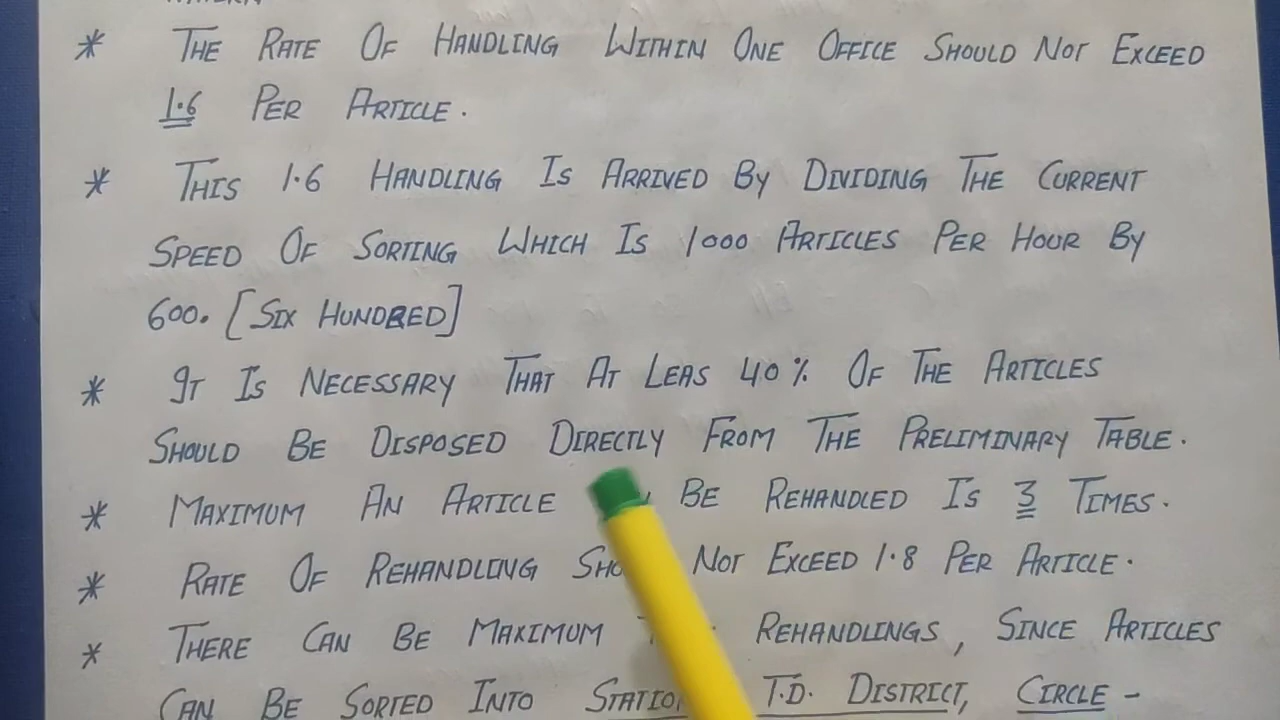 * THE RATE OF HANDLING WITHIN ONE OFFICE SHOULD NOT EXCEED
1.6 PER ARTICLE.
* THIS 1.6 HANDLING IS ARRIVED BY DIVIDING THE CURRENT
SPEED OF SORTING WHICH IS 1000 ARTICLES PER HOUR BY
600. [SIX HUNDRED]
* IT IS NECESSARY THAT AT LEAS 40% OF THE ARTICLES
SHOULD BE DISPOSED DIRECTLY FROM THE PRELIMINARY TABLE.
* MAXIMUM AN ARTICLE BE REHANDLED IS 3 TIMES.
* RATE OF REHANDLING NOT EXCEED 1.8 PER ARTICLE.
* THERE CAN BE MAXIMUM REHANDLINGS, SINCE ARTICLES
CAN BE SORTED INTO STATION T.D. DISTRICT, CIRCLE -